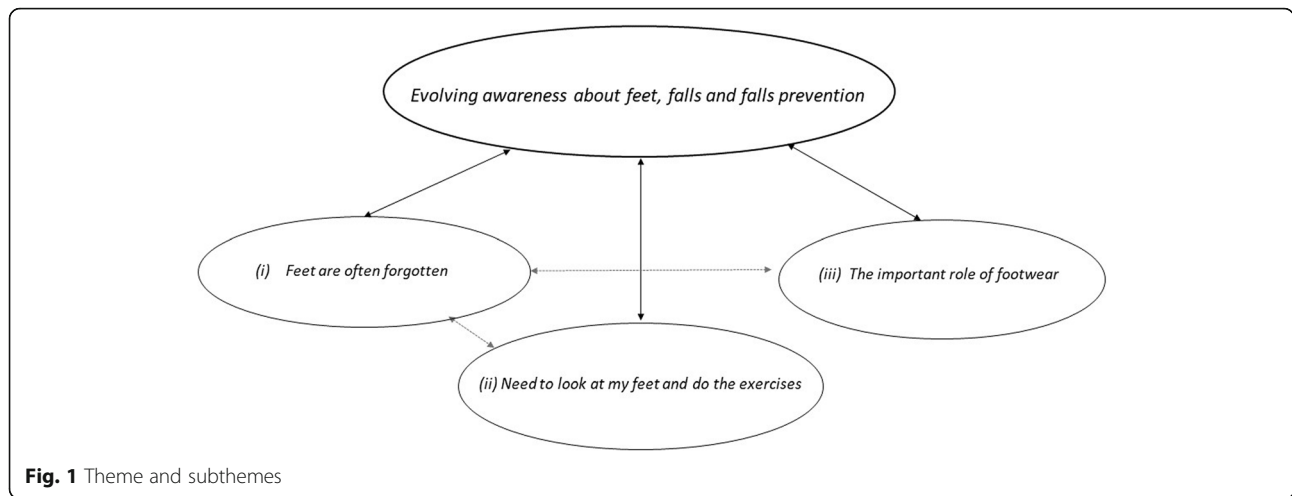 Evolving awareness about feet, falls and falls prevention
(i) Feet are often forgotten
(iii) The important role of footwear
(ii) Need to look at my feet and do the exercises
Fig. 1 Theme and subthemes